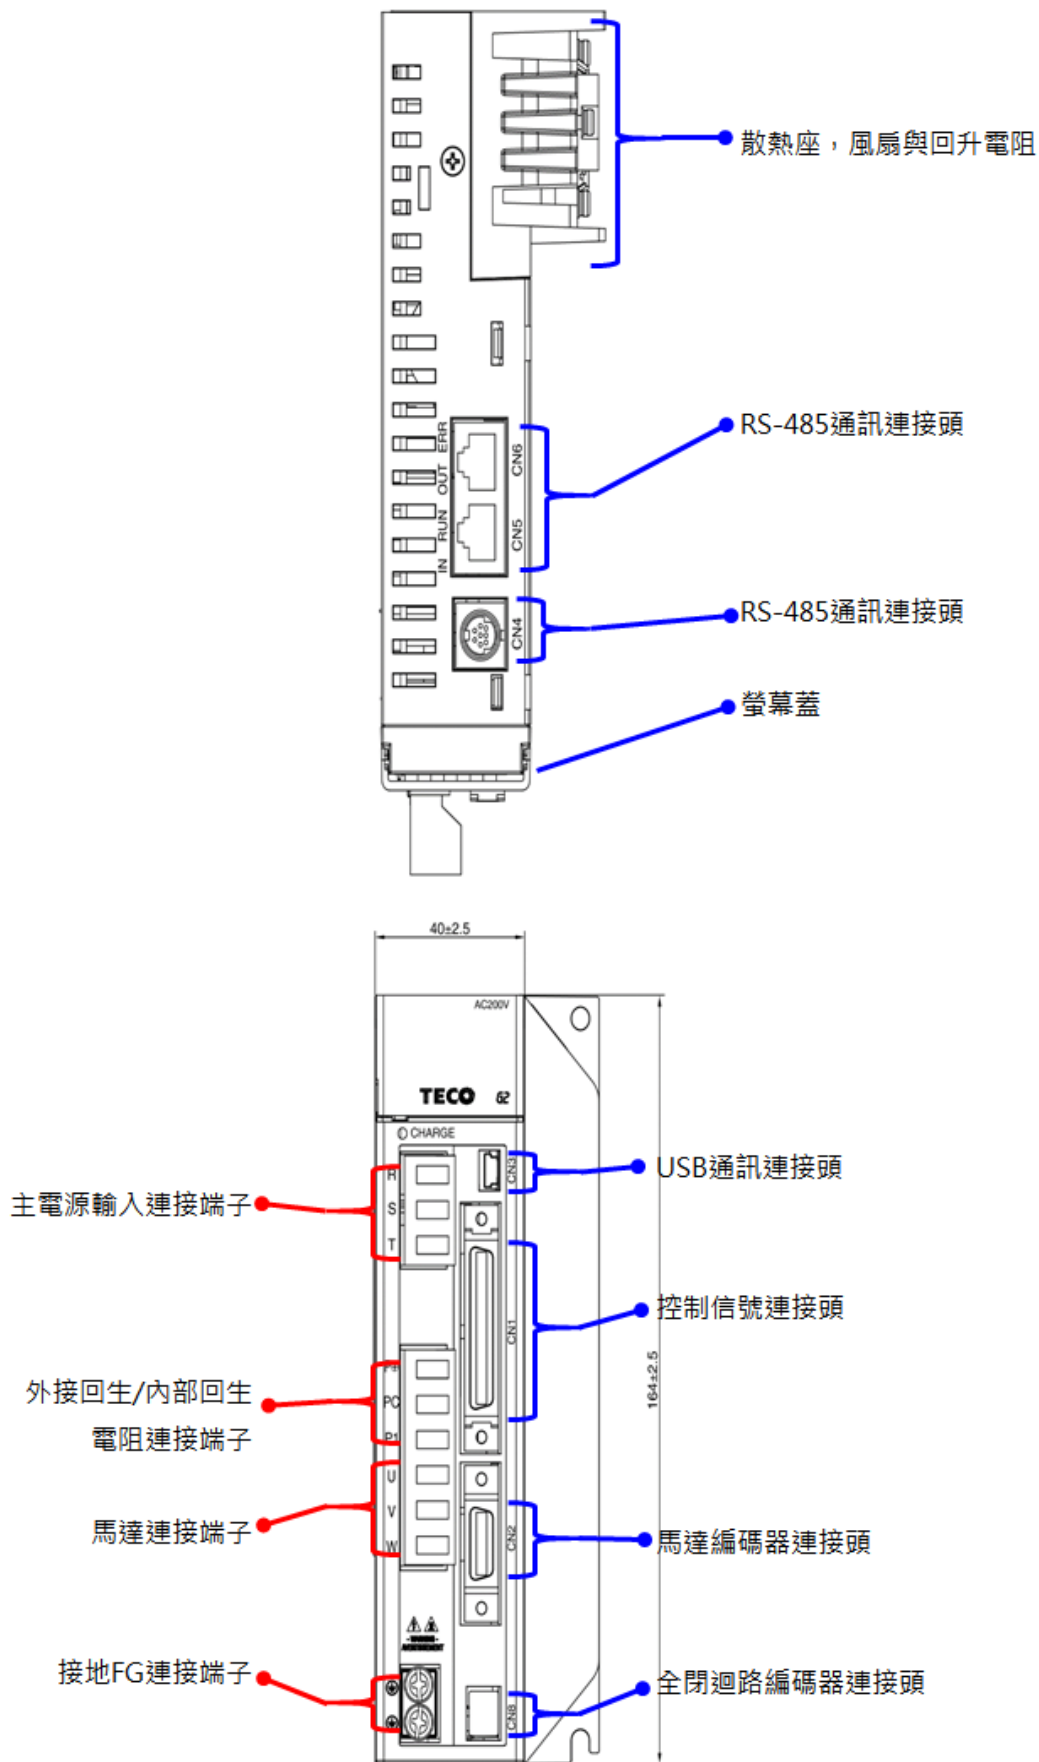 散熱座，風扇與回升電阻
RS-485通訊連接頭
ERR
CN6
OUT
RUN
CN5
IN
RS-485通訊連接頭
CN4
螢幕蓋
40±2.5
AC200V
TECO G2
CHARGE
CN3
USB通訊連接頭
R
S
T
主電源輸入連接端子
控制信號連接頭
CN1
164±2.5
外接回生/內部回生
電阻連接端子
PC
P1
U
V
W
馬達連接端子
CN2
馬達編碼器連接頭
接地FG連接端子
CN8
全閉迴路編碼器連接頭